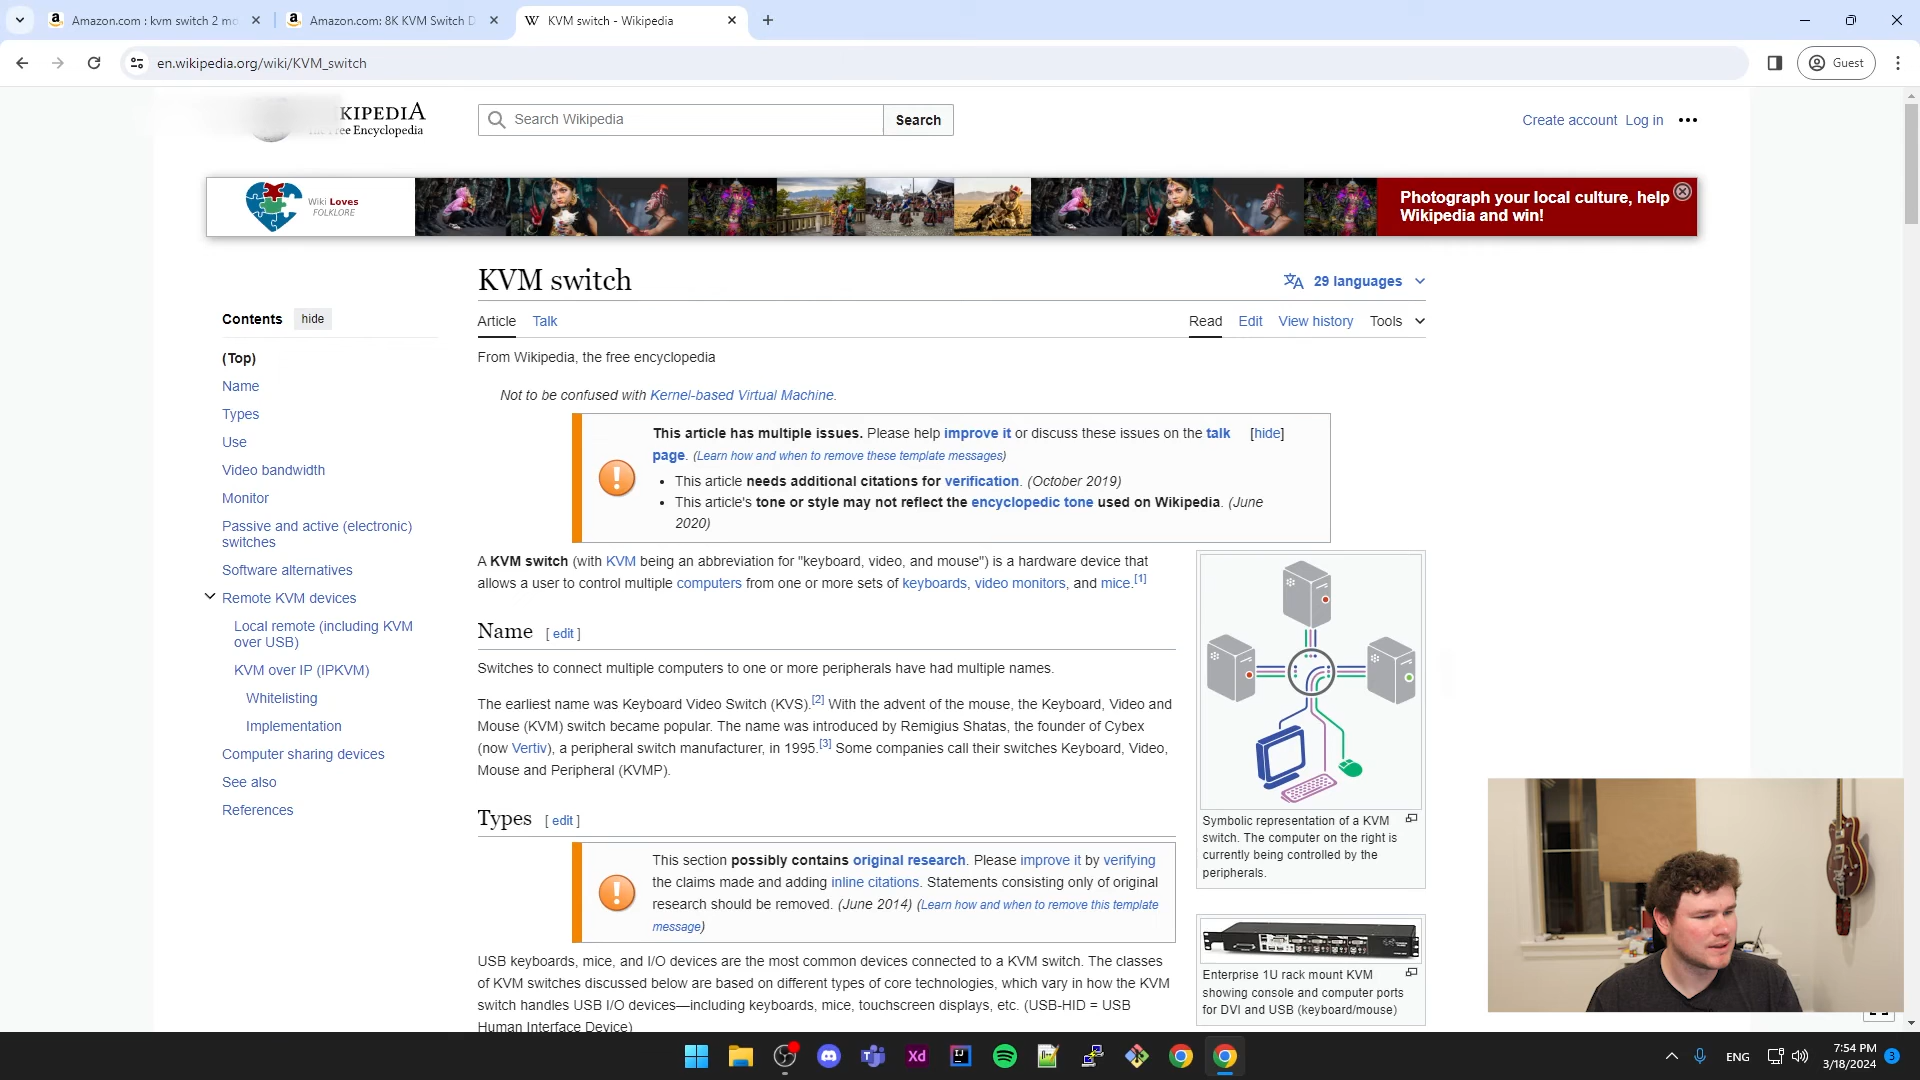 Amazon.com : kvm switch 2 mo
Amazon.com: 8K KVM Switch D
KVM switch - Wikipedia
en.wikipedia.org/wiki/KVM_switch
Guest
KIPEDIA
Free Encyclopedia
Search Wikipedia
Search
Create account Log in
Wiki Loves
FOLKLORE
Photograph your local culture, help
Wikipedia and win!
KVM switch
29 languages
Contents hide
(Top)
Name
Types
Use
Video bandwidth
Monitor
Passive and active (electronic)
switches
Software alternatives
Remote KVM devices
Local remote (including KVM
over USB)
KVM over IP (IPKVM)
Whitelisting
Implementation
Computer sharing devices
See also
References
Article Talk
Read Edit View history Tools
From Wikipedia, the free encyclopedia
Not to be confused with Kernel-based Virtual Machine.
This article has multiple issues. Please help improve it or discuss these issues on the talk [hide]
page. (Learn how and when to remove these template messages)
• This article needs additional citations for verification. (October 2019)
• This article's tone or style may not reflect the encyclopedic tone used on Wikipedia. (June
2020)
A KVM switch (with KVM being an abbreviation for "keyboard, video, and mouse") is a hardware device that
allows a user to control multiple computers from one or more sets of keyboards, video monitors, and mice.[1]
Name [ edit ]
Switches to connect multiple computers to one or more peripherals have had multiple names.
The earliest name was Keyboard Video Switch (KVS).[2] With the advent of the mouse, the Keyboard, Video and
Mouse (KVM) switch became popular. The name was introduced by Remigius Shatas, the founder of Cybex
(now Vertiv), a peripheral switch manufacturer, in 1995.[3] Some companies call their switches Keyboard, Video,
Mouse and Peripheral (KVMP).
Types [ edit ]
This section possibly contains original research. Please improve it by verifying
the claims made and adding inline citations. Statements consisting only of original
research should be removed. (June 2014) (Learn how and when to remove this template
message)
USB keyboards, mice, and I/O devices are the most common devices connected to a KVM switch. The classes
of KVM switches discussed below are based on different types of core technologies, which vary in how the KVM
switch handles USB I/O devices—including keyboards, mice, touchscreen displays, etc. (USB-HID = USB
Human Interface Device)
Symbolic representation of a KVM
switch. The computer on the right is
currently being controlled by the
peripherals.
Enterprise 1U rack mount KVM
showing console and computer ports
for DVI and USB (keyboard/mouse)
Xd
ENG
7:54 PM
3/18/2024
3